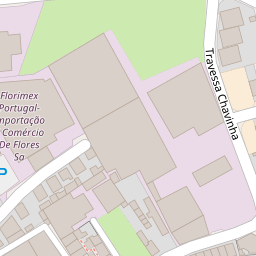 Florimex
Portugal-
Importação
Comércio
De Flores
Sa
Travessa Chavinha
P